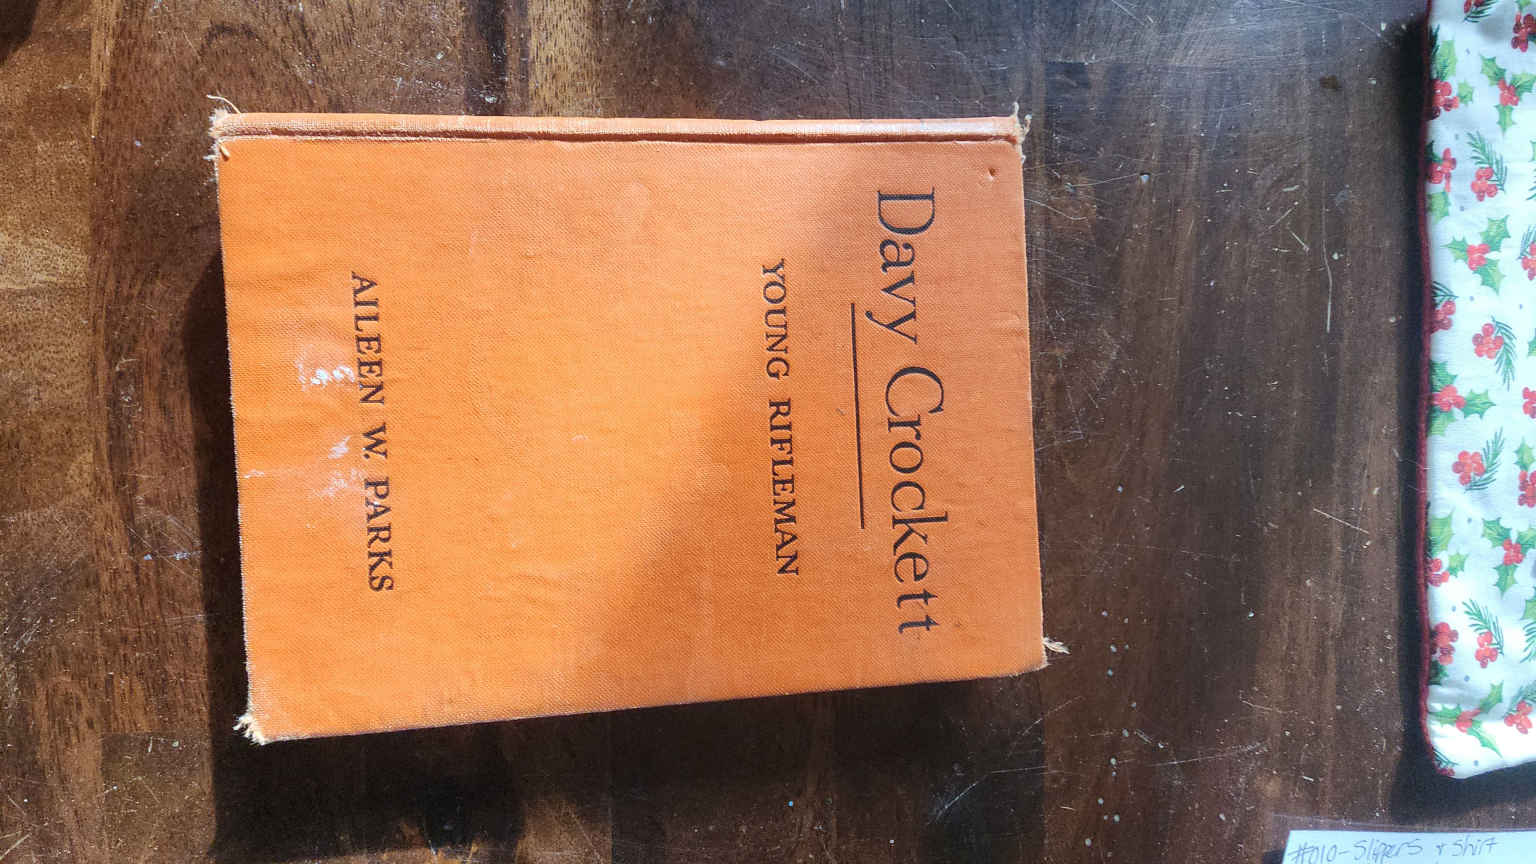 Davy Crockett
YOUNG RIFLEMAN
AILEEN W. PARKS
#010-Slippers + Shirt